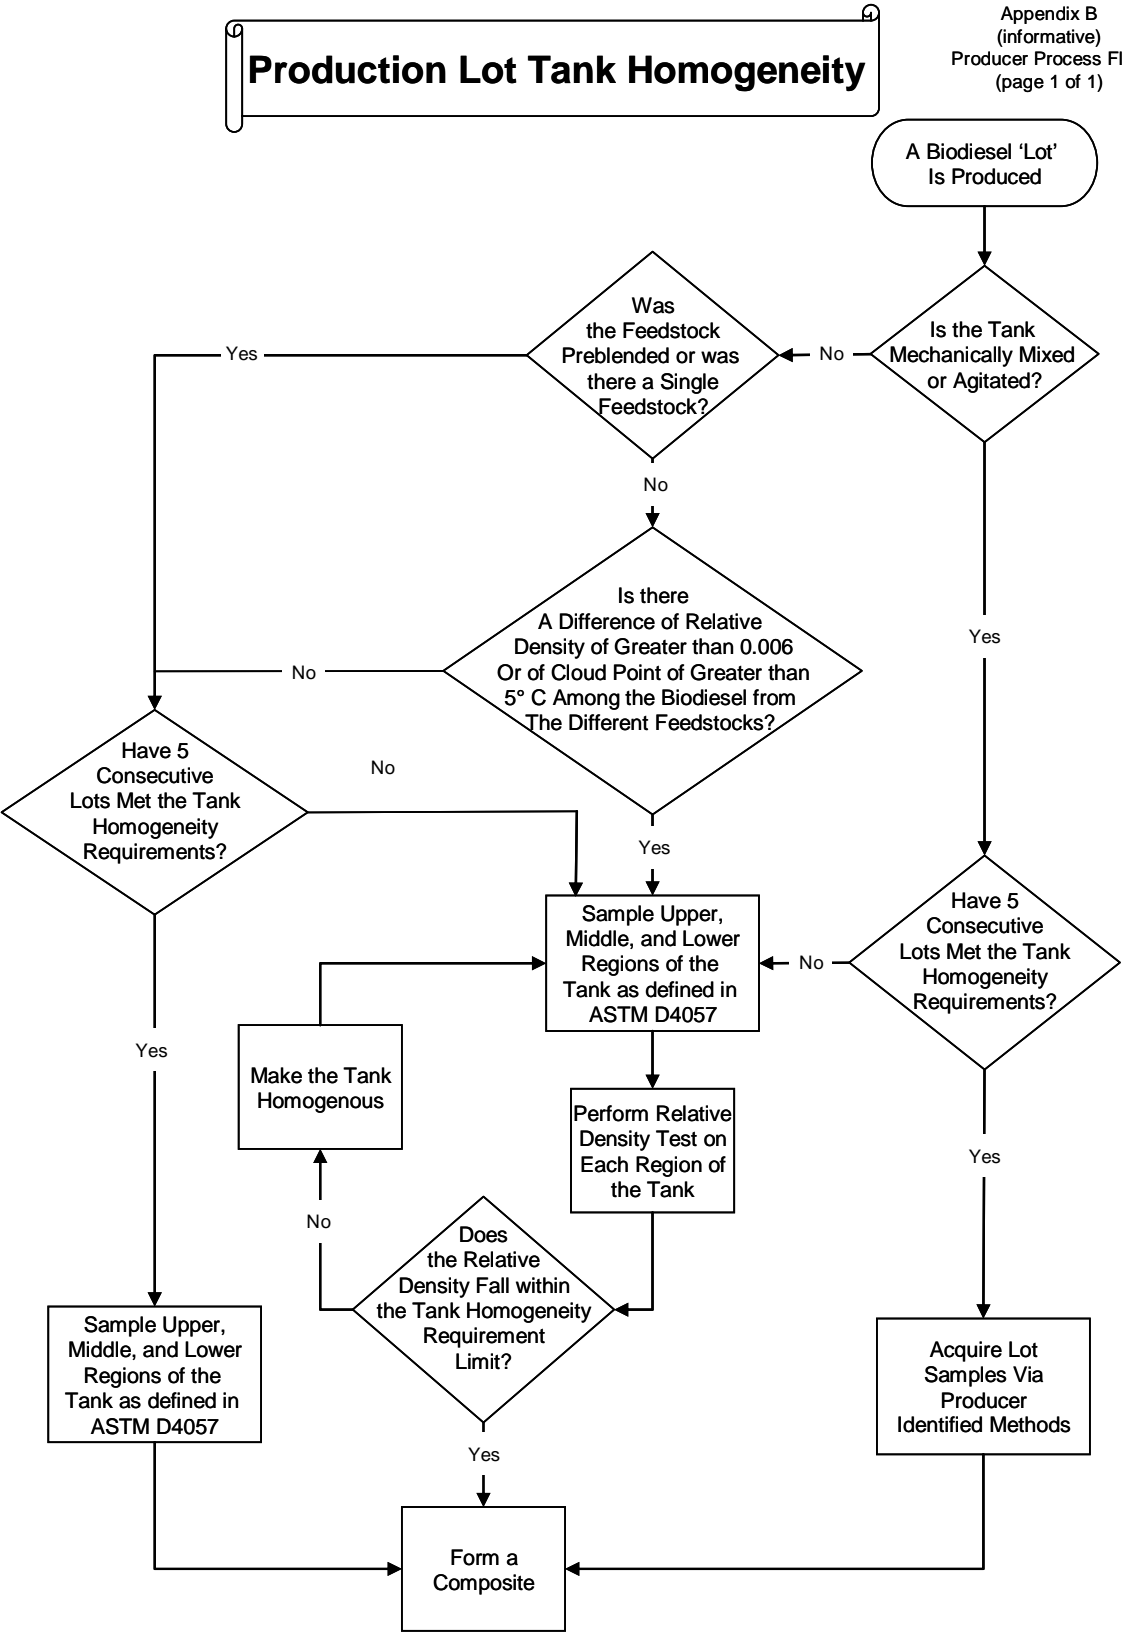 Production Lot Tank Homogeneity
Appendix B
(informative)
Producer Process Fl
(page 1 of 1)
A Biodiesel ‘Lot’
Is Produced
Is the Tank
Mechanically Mixed
or Agitated?
No
Was
the Feedstock
Preblended or was
there a Single
Feedstock?
Yes
No
Yes
Is there
A Difference of Relative
Density of Greater than 0.006
Or of Cloud Point of Greater than
5° C Among the Biodiesel from
The Different Feedstocks?
No
Yes
Have 5
Consecutive
Lots Met the Tank
Homogeneity
Requirements?
No
Yes
Sample Upper,
Middle, and Lower
Regions of the
Tank as defined in
ASTM D4057
No
Have 5
Consecutive
Lots Met the Tank
Homogeneity
Requirements?
Yes
Make the Tank
Homogenous
Perform Relative
Density Test on
Each Region of
the Tank
No
Does
the Relative
Density Fall within
the Tank Homogeneity
Requirement
Limit?
Yes
Sample Upper,
Middle, and Lower
Regions of the
Tank as defined in
ASTM D4057
Acquire Lot
Samples Via
Producer
Identified Methods
Form a
Composite